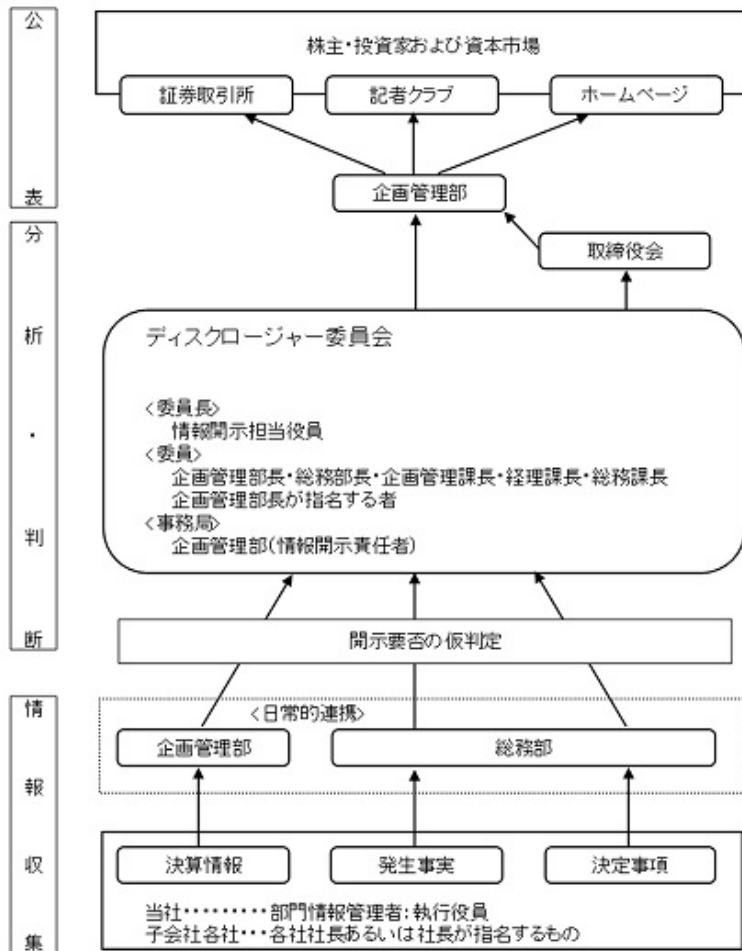 公表
株主・投資家および資本市場
証券取引所
記者クラブ
ホームページ
企画管理部
分析・判断
取締役会
ディスクロージャー委員会
<委員長>
情報開示担当役員
<委員>
企画管理部長・総務部長・企画管理課長・経理課長・総務課長
企画管理部長が指名する者
<事務局>
企画管理部(情報開示責任者)
開示要否の仮判定
情報収集
<日常的連携>
企画管理部
総務部
決算情報
発生事実
決定事項
当社・・・・・・・・・部門情報管理者:執行役員
子会社各社・・・各社社長あるいは社長が指名するもの